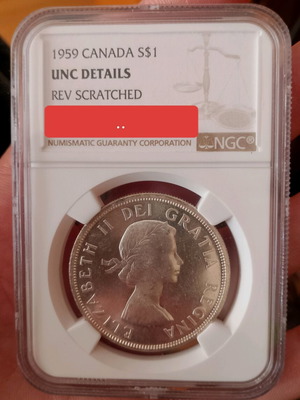 1959 CANADA S$1
UNC DETAILS
REV SCRATCHED
..
NUMISMATIC GUARANTY CORPORATION
NGC®
ELIZABETH II DEI GRATIA REGINA